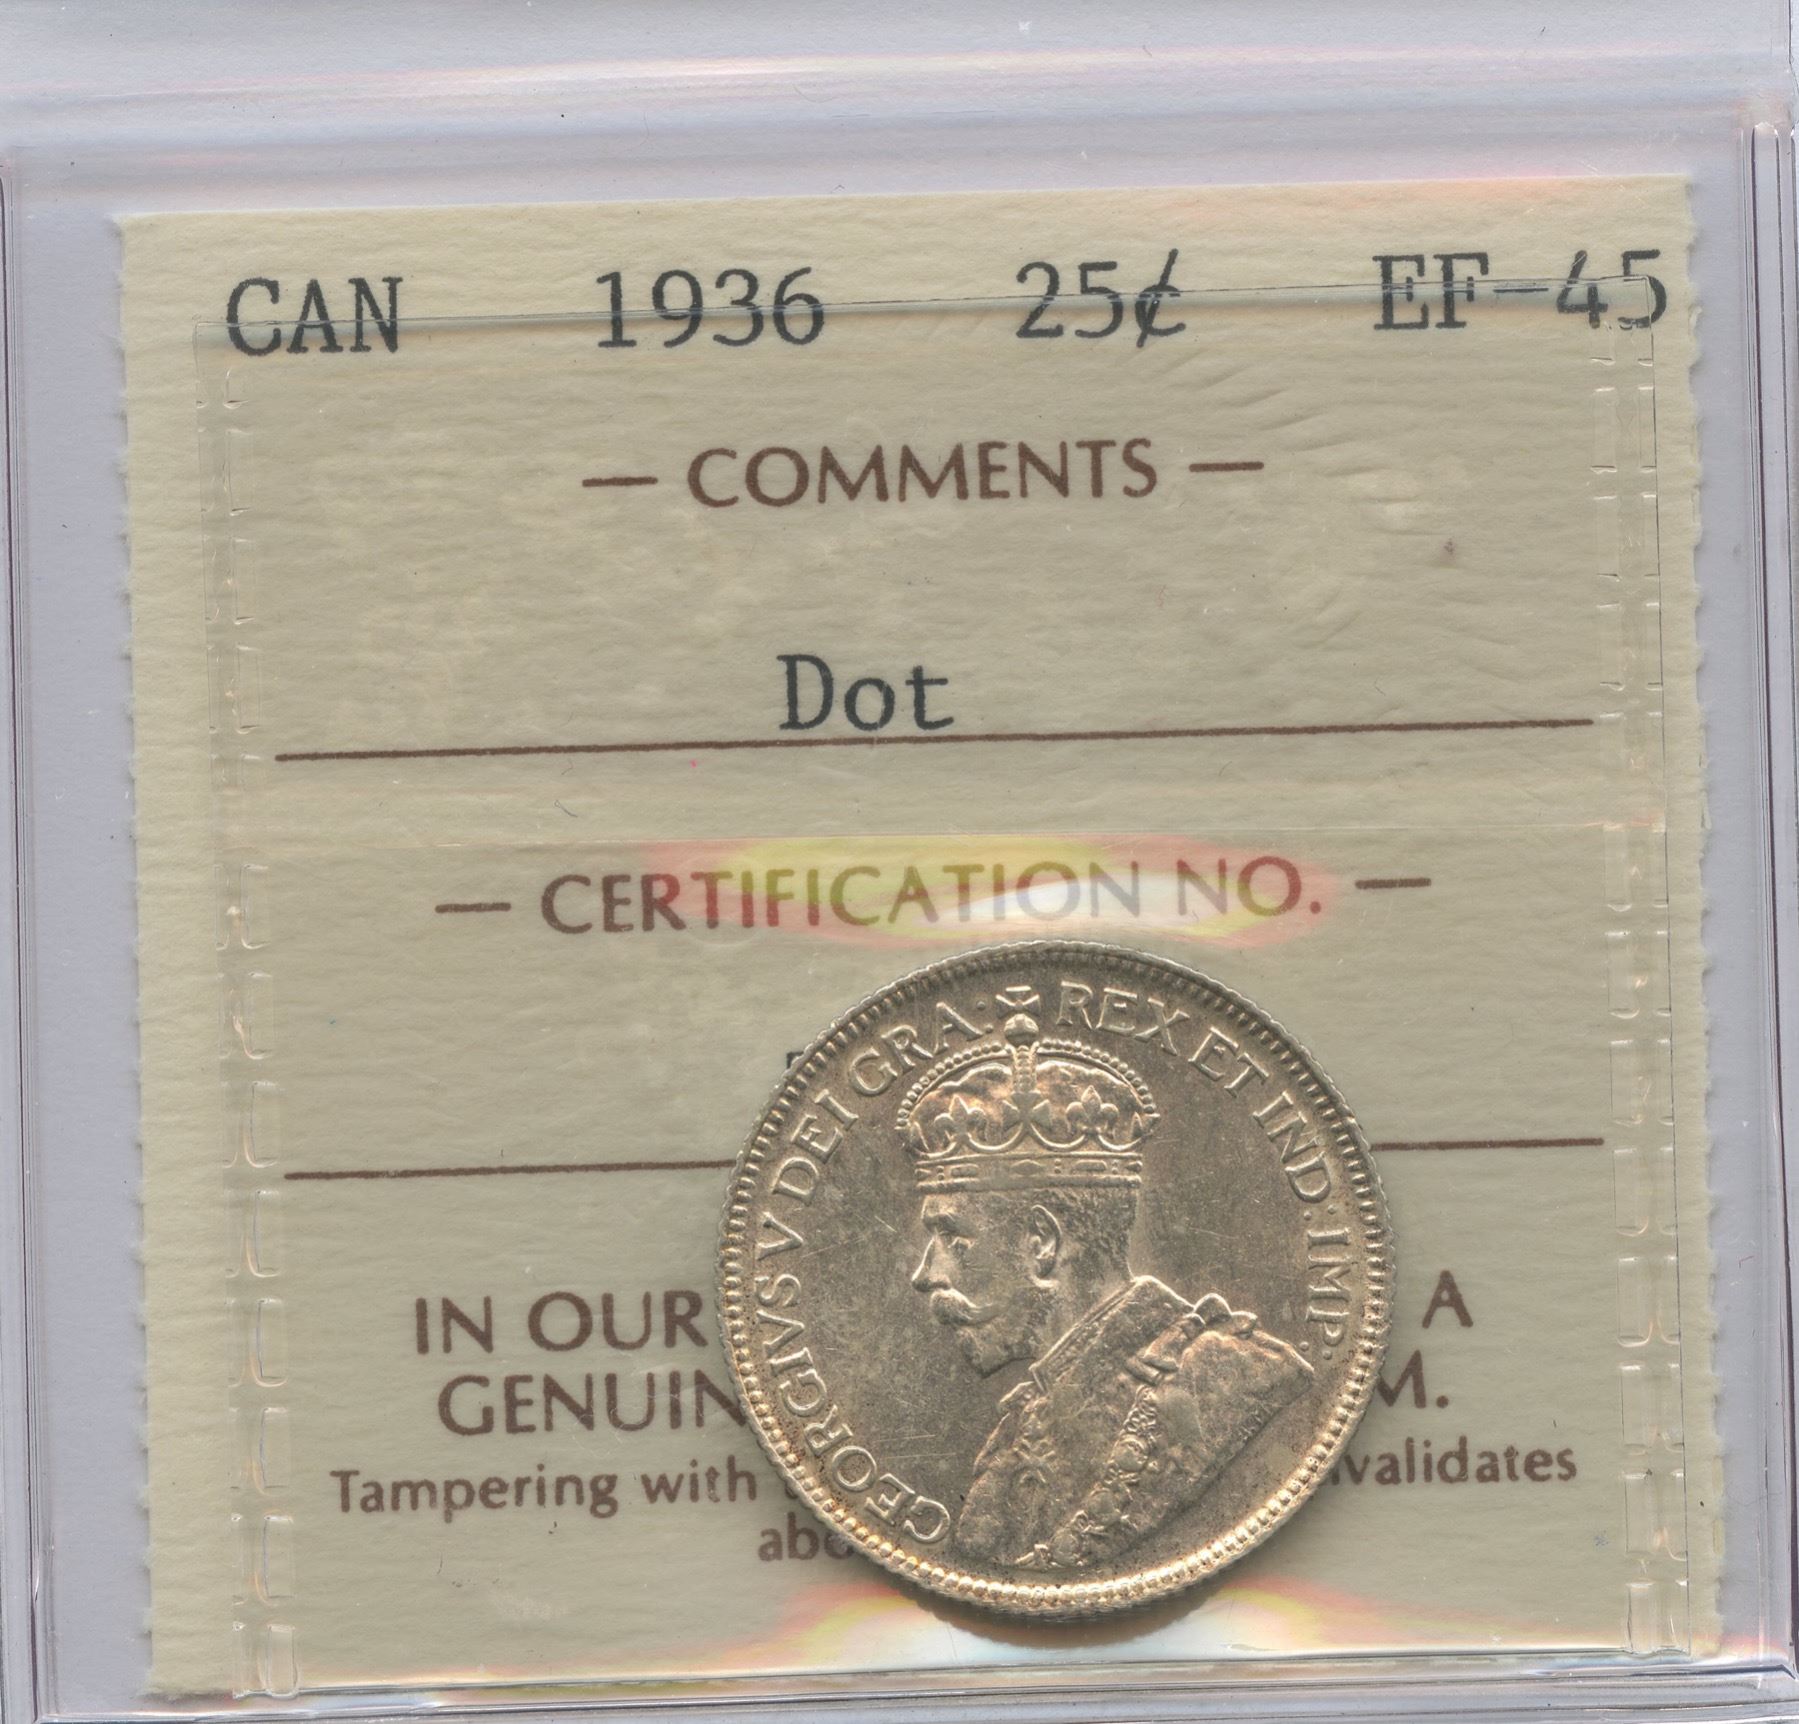 CAN 1936 25¢ EF-45
— COMMENTS —
Dot
— CERTIFICATION NO. —
GEORGIVS V DEI GRA: REX ET IND: IMP:
IN OUR A
GENUIN M.
Tampering with validates
abo